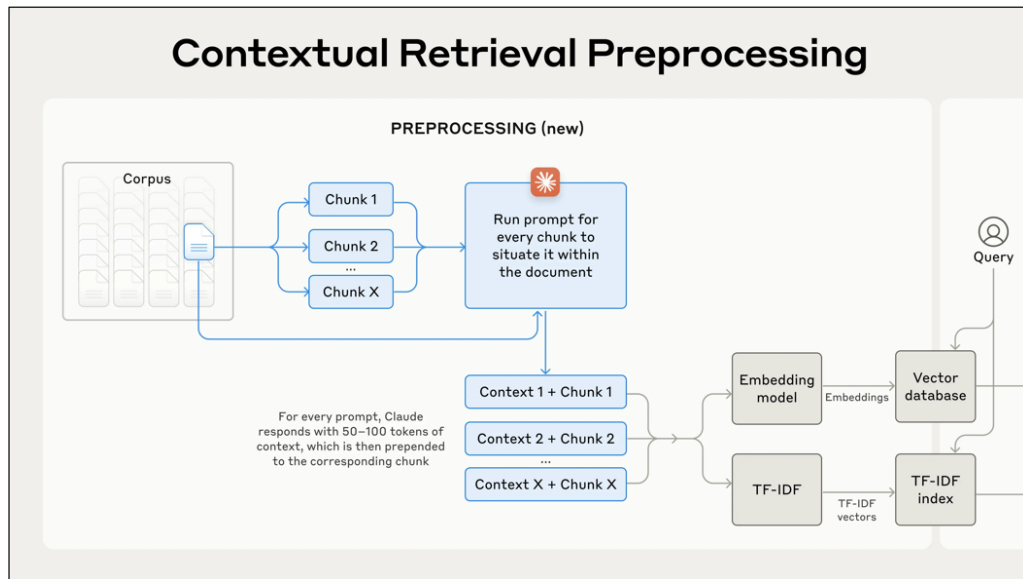 Contextual Retrieval Preprocessing
PREPROCESSING (new)
Corpus
Chunk 1
Chunk 2
...
Chunk X
Run prompt for
every chunk to
situate it within
the document
Query
Context 1 + Chunk 1
Context 2 + Chunk 2
...
Context X + Chunk X
For every prompt, Claude
responds with 50–100 tokens of
context, which is then prepended
to the corresponding chunk
Embedding
model
Embeddings
Vector
database
TF-IDF
TF-IDF
vectors
TF-IDF
index